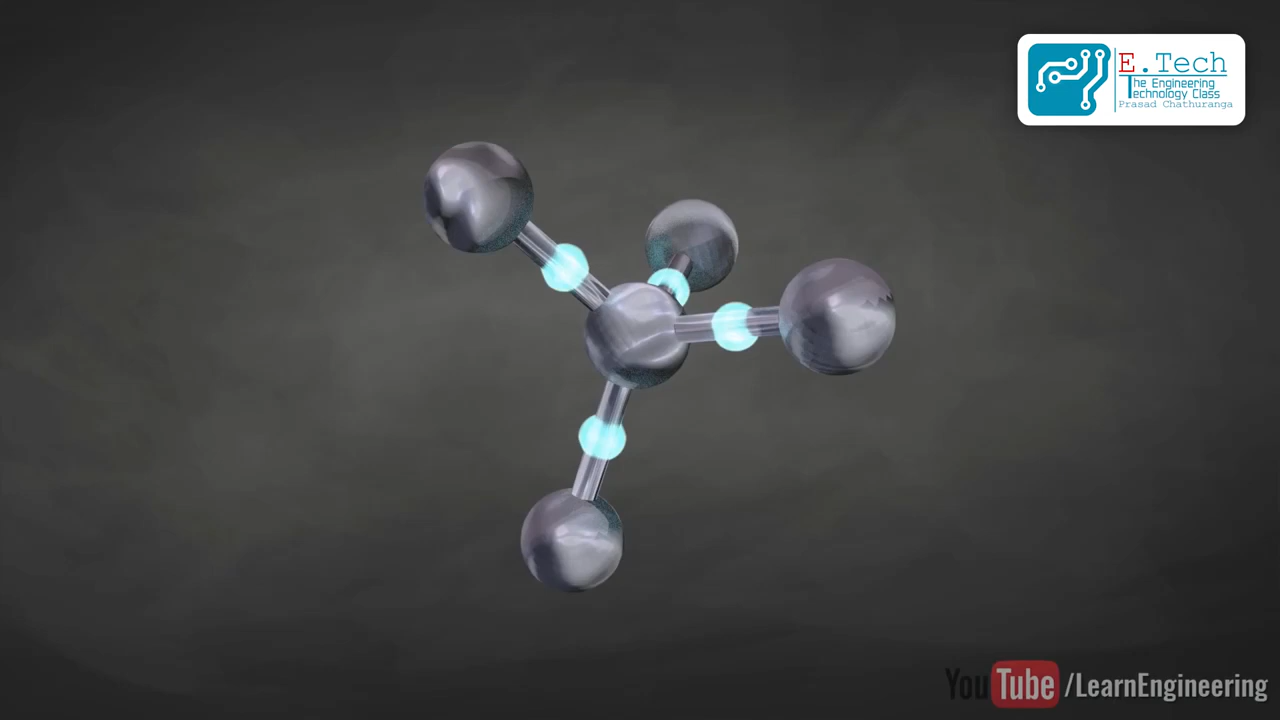 E.Tech
The Engineering
Technology Class
Prasad Chathuranga
YouTube /LearnEngineering